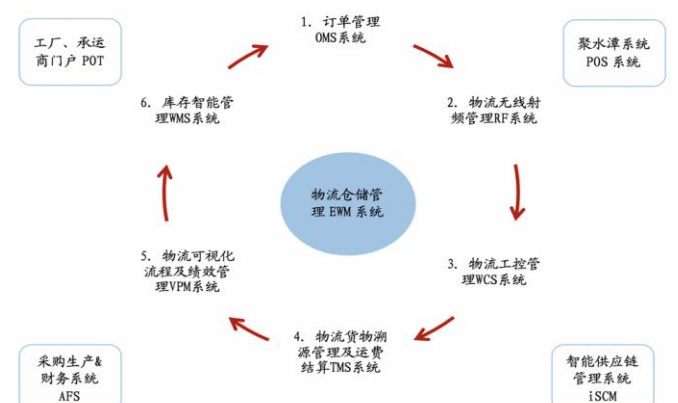 1. 订单管理
OMS系统
工厂、承运
商门户 POT
聚水潭系统
POS 系统
6. 库存智能管
理WMS系统
2. 物流无线射
频管理RF系统
物流仓储管
理 EWM 系统
5. 物流可视化
流程及绩效管
理VPM系统
3. 物流工控管
理WCS系统
4. 物流货物溯
源管理及运费
结算TMS系统
采购生产&
财务系统
AFS
智能供应链
管理系统
iSCM